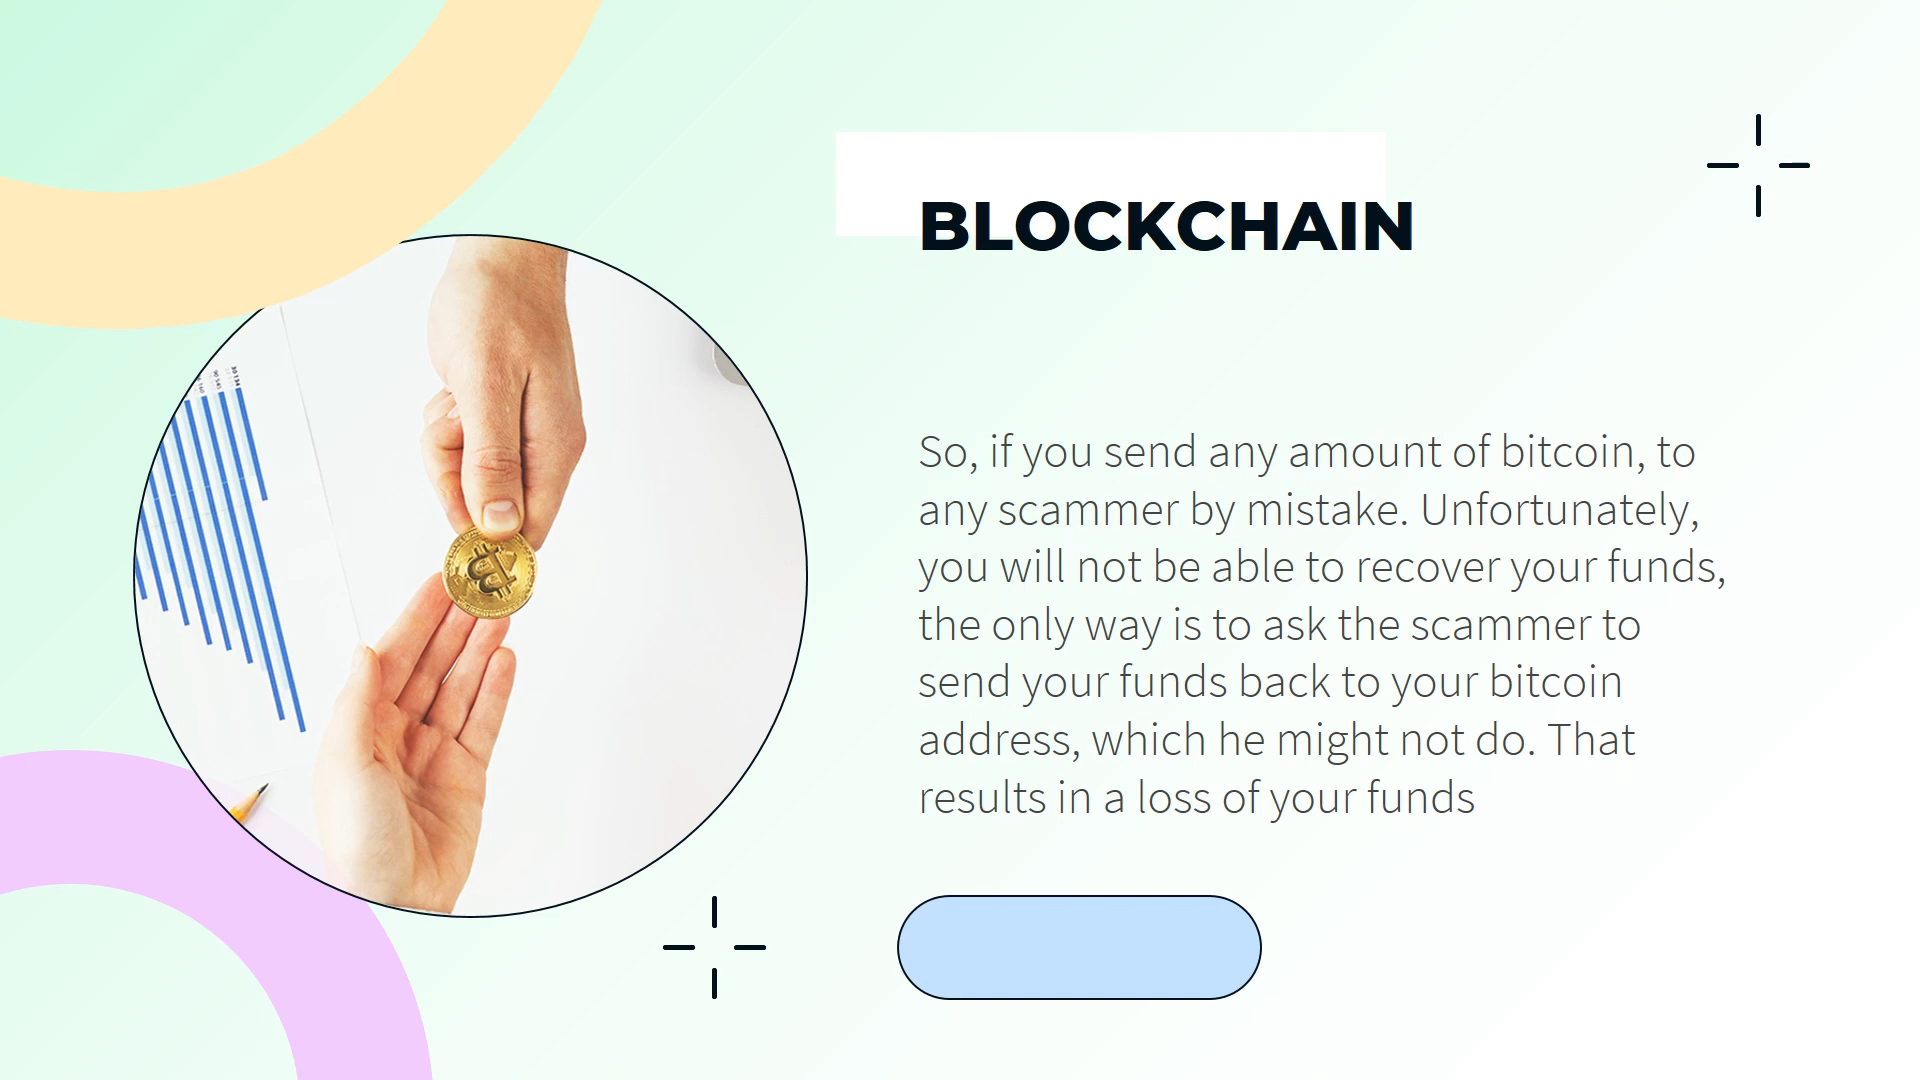 BLOCKCHAIN
So, if you send any amount of bitcoin, to
any scammer by mistake. Unfortunately,
you will not be able to recover your funds,
the only way is to ask the scammer to
send your funds back to your bitcoin
address, which he might not do. That
results in a loss of your funds